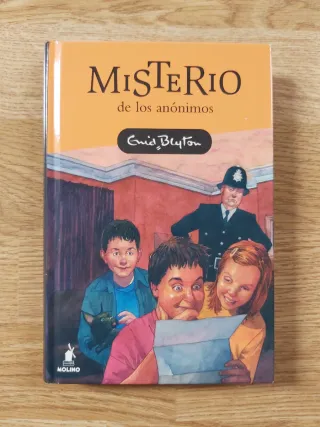 MISTERIO
de los anónimos
Enid Blyton
MOLINO